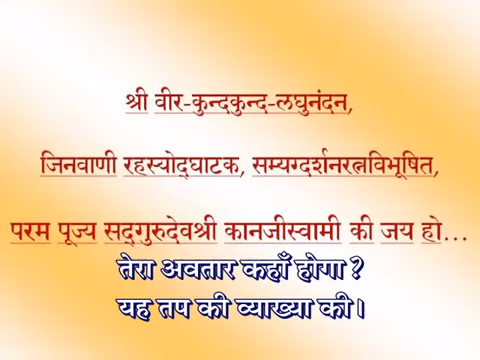 श्री वीर-कुन्दकुन्द-लघुनंदन,
जिनवाणी रहस्योद्‌घाटक, सम्यग्दर्शनरत्नविभूषित,
परम पूज्य सद्‌गुरुदेवश्री कानजीस्वामी की जय हो...
तेरा अवतार कहाँ होगा ?
यह तप की व्याख्या की।